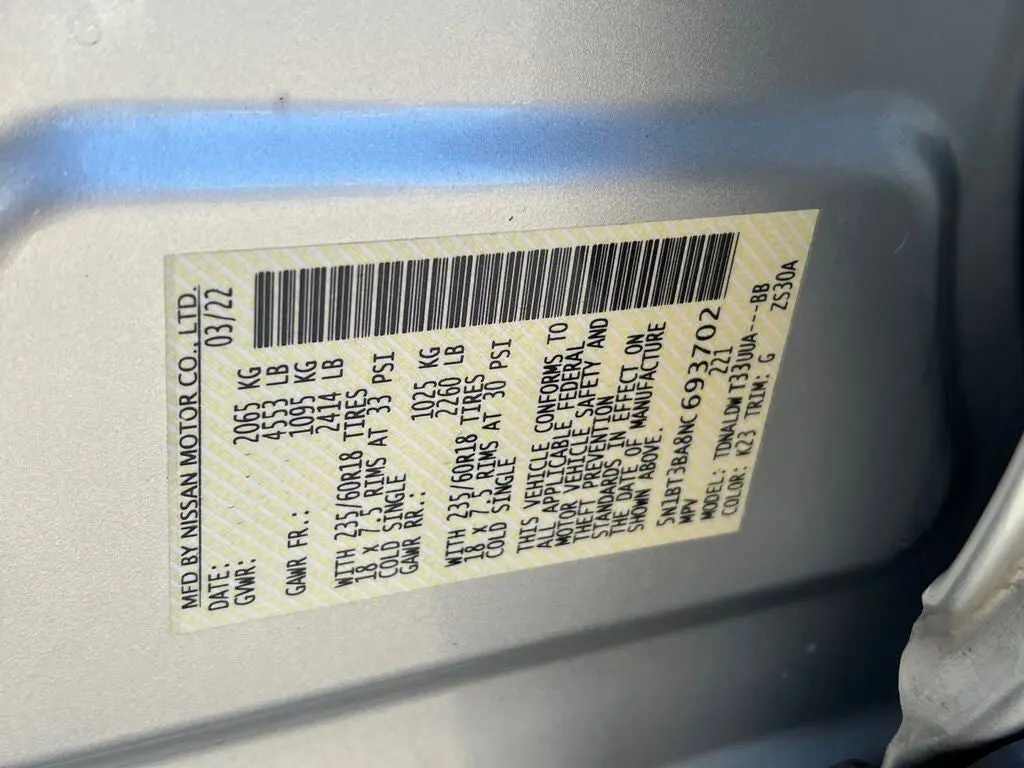 MFD BY NISSAN MOTOR CO., LTD.
DATE: 03/22
GVWR: 2065 KG
4553 LB
GAWR FR.: 1095 KG
2414 LB
WITH 235/60R18 TIRES
18 X 7.5 RIMS AT 33 PSI
COLD SINGLE
GAWR RR.: 1025 KG
2260 LB
WITH 235/60R18 TIRES
18 X 7.5 RIMS AT 30 PSI
COLD SINGLE
THIS VEHICLE CONFORMS TO
ALL APPLICABLE FEDERAL
MOTOR VEHICLE SAFETY AND
THEFT PREVENTION
STANDARDS IN EFFECT ON
THE DATE OF MANUFACTURE
SHOWN ABOVE.
5N1BT3BA8NC693702
MPV 221
MODEL: TDNALDW T33UUA---BB
COLOR: K23 TRIM: G ZS30A